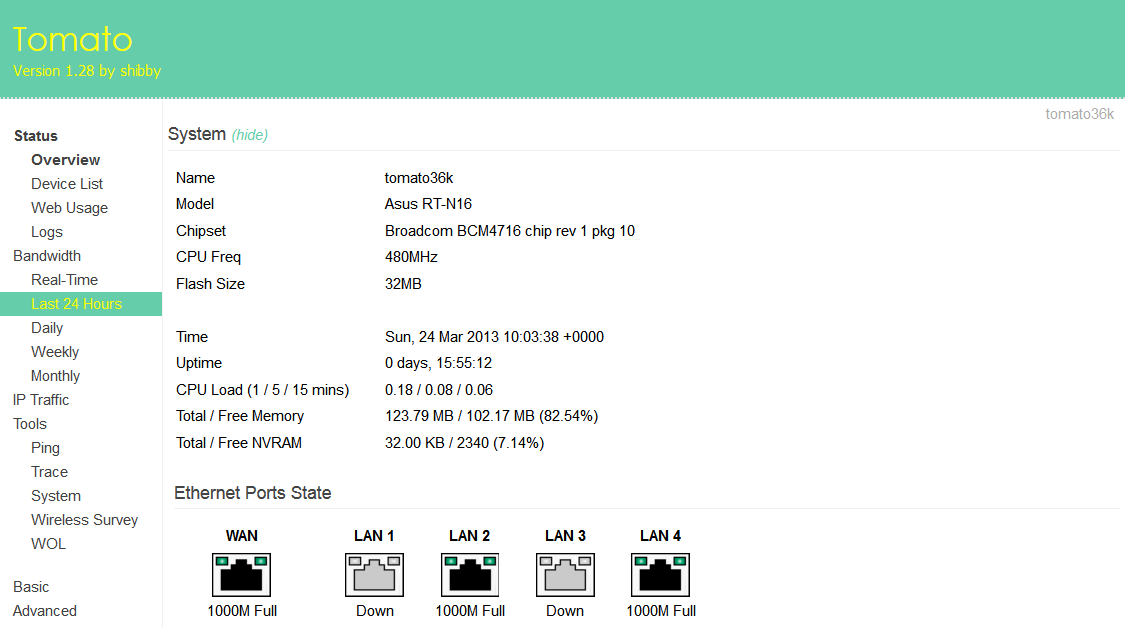 Tomato
Version 1.28 by shibby
tomato36k
Status
Overview
Device List
Web Usage
Logs
Bandwidth
Real-Time
Last 24 Hours
Daily
Weekly
Monthly
IP Traffic
Tools
Ping
Trace
System
Wireless Survey
WOL
Basic
Advanced
System (hide)
Name tomato36k
Model Asus RT-N16
Chipset Broadcom BCM4716 chip rev 1 pkg 10
CPU Freq 480MHz
Flash Size 32MB
Time Sun, 24 Mar 2013 10:03:38 +0000
Uptime 0 days, 15:55:12
CPU Load (1 / 5 / 15 mins) 0.18 / 0.08 / 0.06
Total / Free Memory 123.79 MB / 102.17 MB (82.54%)
Total / Free NVRAM 32.00 KB / 2340 (7.14%)
Ethernet Ports State
WAN LAN 1 LAN 2 LAN 3 LAN 4
1000M Full Down 1000M Full Down 1000M Full